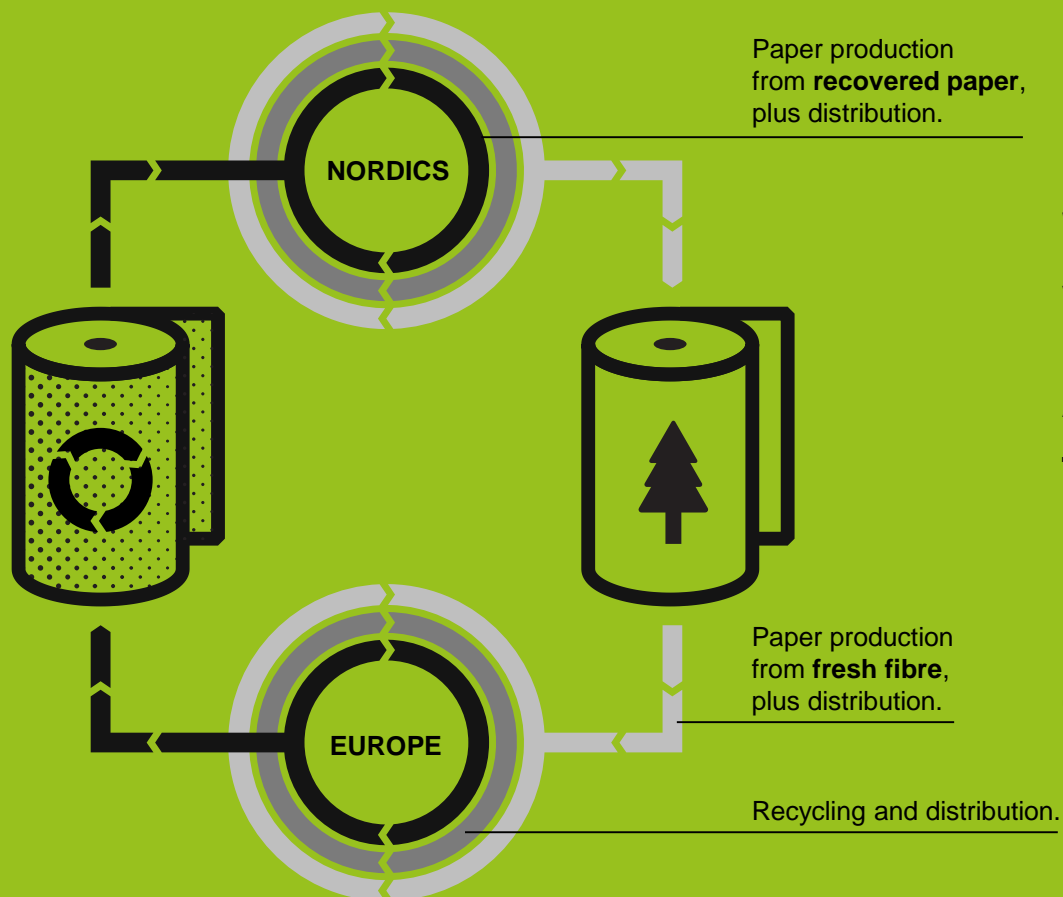 Paper production
from recovered paper,
plus distribution.
NORDICS
Paper production
from fresh fibre,
plus distribution.
EUROPE
Recycling and distribution.